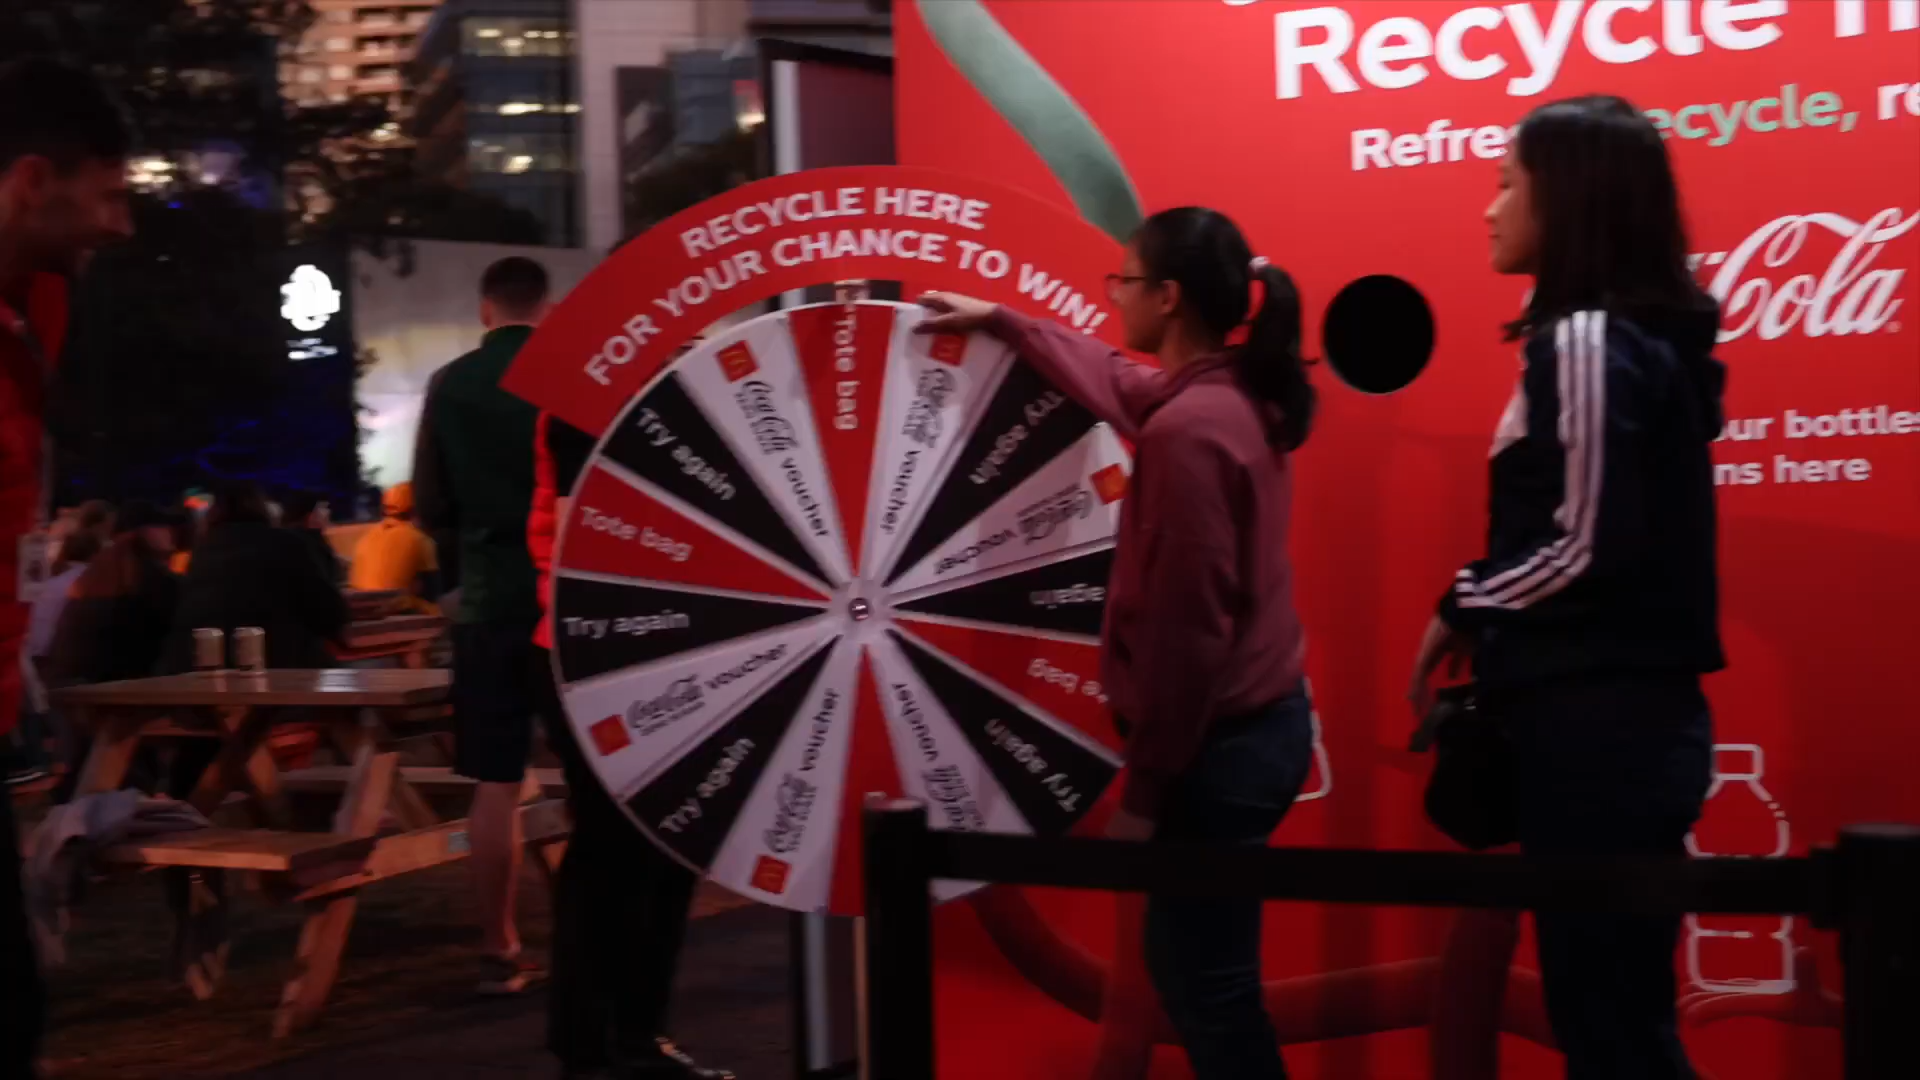 Recycle
Refre ecycle, re
RECYCLE HERE
FOR YOUR CHANCE TO WIN!
Cola
our bottles
ns here
Tote bag
Coca-Cola voucher
Try again
Coca-Cola voucher
again
e bag
Try again
Coca-Cola voucher
Coca-Cola voucher
Try again
Coca-Cola voucher
Try again
Tote bag
Try again
Coca-Cola voucher